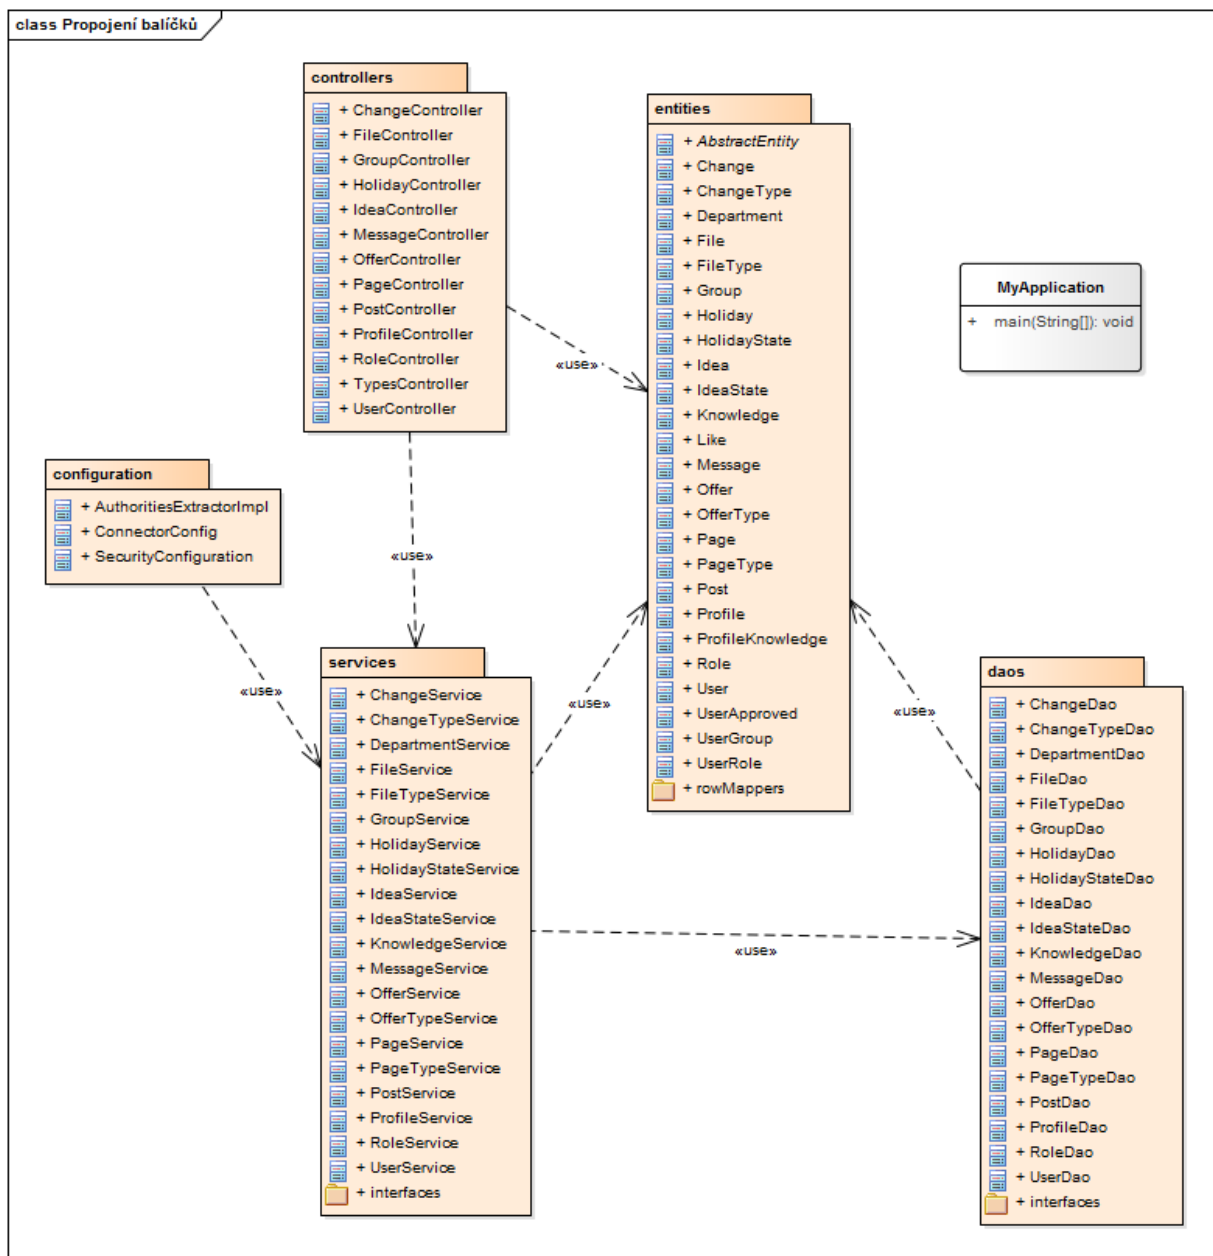 class Propojení balíčků
controllers
+ ChangeController
+ FileController
+ GroupController
+ HolidayController
+ IdeaController
+ MessageController
+ OfferController
+ PageController
+ PostController
+ ProfileController
+ RoleController
+ TypesController
+ UserController
entities
+ AbstractEntity
+ Change
+ ChangeType
+ Department
+ File
+ FileType
+ Group
+ Holiday
+ HolidayState
+ Idea
+ IdeaState
+ Knowledge
+ Like
+ Message
+ Offer
+ OfferType
+ Page
+ PageType
+ Post
+ Profile
+ ProfileKnowledge
+ Role
+ User
+ UserApproved
+ UserGroup
+ UserRole
+ rowMappers
MyApplication
+ main(String[]): void
«use»
configuration
+ AuthoritiesExtractorImpl
+ ConnectorConfig
+ SecurityConfiguration
«use»
«use»
«use»
«use»
services
+ ChangeService
+ ChangeTypeService
+ DepartmentService
+ FileService
+ FileTypeService
+ GroupService
+ HolidayService
+ HolidayStateService
+ IdeaService
+ IdeaStateService
+ KnowledgeService
+ MessageService
+ OfferService
+ OfferTypeService
+ PageService
+ PageTypeService
+ PostService
+ ProfileService
+ RoleService
+ UserService
+ interfaces
«use»
daos
+ ChangeDao
+ ChangeTypeDao
+ DepartmentDao
+ FileDao
+ FileTypeDao
+ GroupDao
+ HolidayDao
+ HolidayStateDao
+ IdeaDao
+ IdeaStateDao
+ KnowledgeDao
+ MessageDao
+ OfferDao
+ OfferTypeDao
+ PageDao
+ PageTypeDao
+ PostDao
+ ProfileDao
+ RoleDao
+ UserDao
+ interfaces